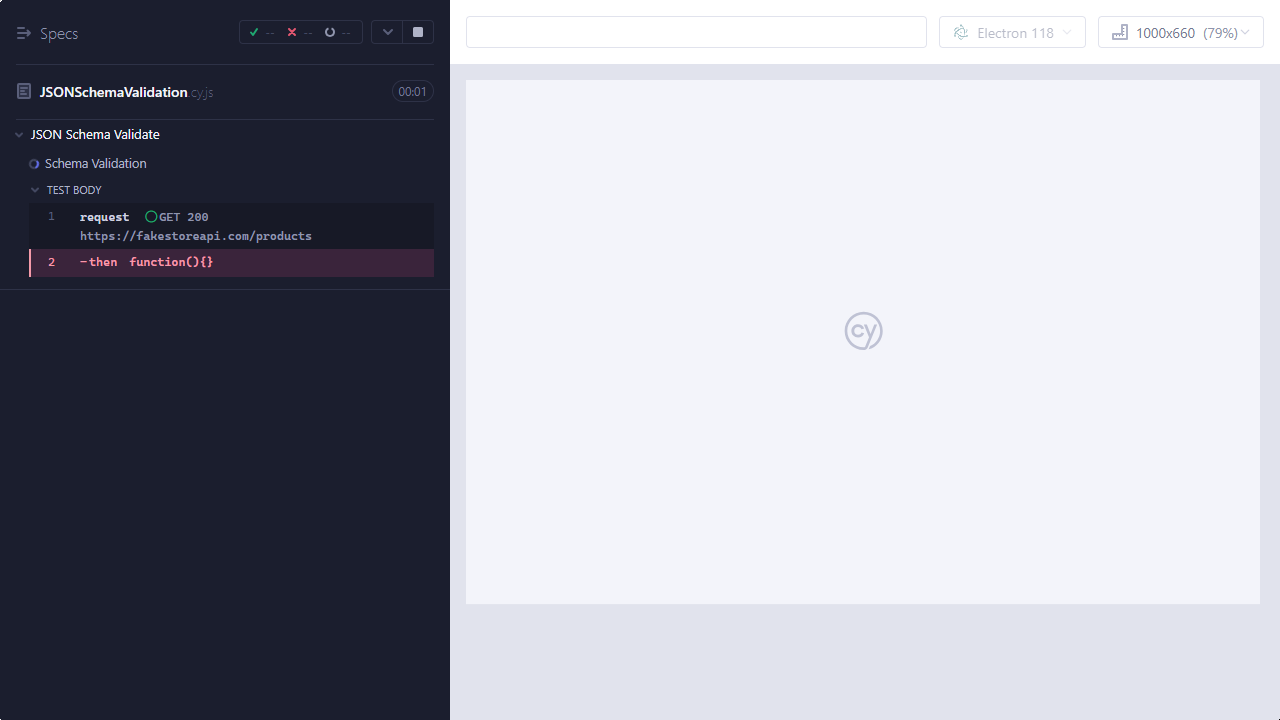 Specs
--
--
--
JSONSchemaValidation.cy.js
00:01
JSON Schema Validate
Schema Validation
TEST BODY
1 request GET 200
https://fakestoreapi.com/products
2 -then function(){}
Electron 118
1000x660 (79%)
cy